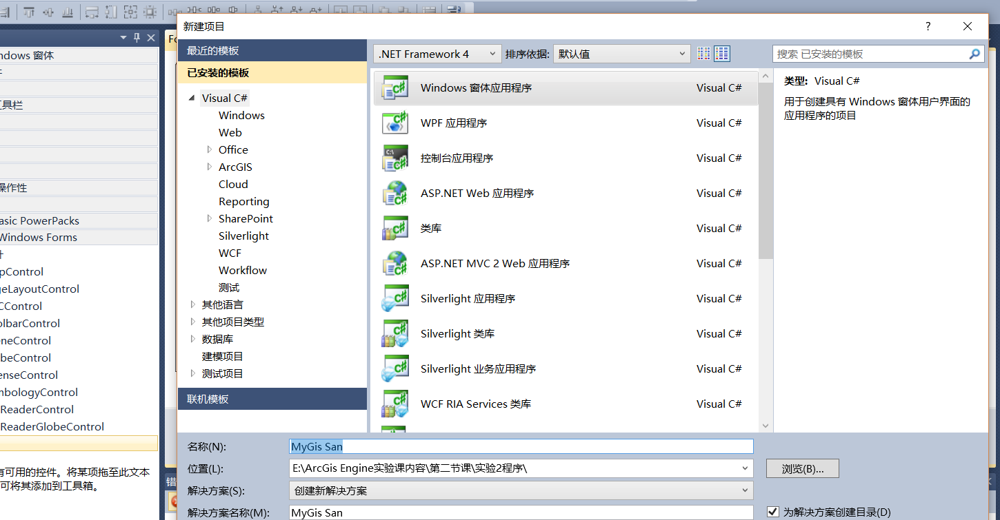 新建项目
?
最近的模板
已安装的模板
Visual C#
Windows
Web
Office
ArcGIS
Cloud
Reporting
SharePoint
Silverlight
WCF
Workflow
测试
其他语言
其他项目类型
数据库
建模项目
测试项目
联机模板
.NET Framework 4
排序依据:
默认值
搜索 已安装的模板
Windows 窗体应用程序 Visual C#
WPF 应用程序 Visual C#
控制台应用程序 Visual C#
ASP.NET Web 应用程序 Visual C#
类库 Visual C#
ASP.NET MVC 2 Web 应用程序 Visual C#
Silverlight 应用程序 Visual C#
Silverlight 类库 Visual C#
Silverlight 业务应用程序 Visual C#
WCF RIA Services 类库 Visual C#
类型: Visual C#
用于创建具有 Windows 窗体用户界面的
应用程序的项目
名称(N): MyGis San
位置(L): E:\ArcGis Engine实验课内容\第二节课\实验2程序\
浏览(B)...
解决方案(S): 创建新解决方案
解决方案名称(M): MyGis San
为解决方案创建目录(D)
ndows 窗体
工具栏
操作性
asic PowerPacks
Windows Forms
pControl
geLayoutControl
CControl
olbarControl
eneControl
beControl
enseControl
mbologyControl
ReaderControl
ReaderGlobeControl
有可用的控件。将某项拖至此文本
可将其添加到工具箱。
Fo
错